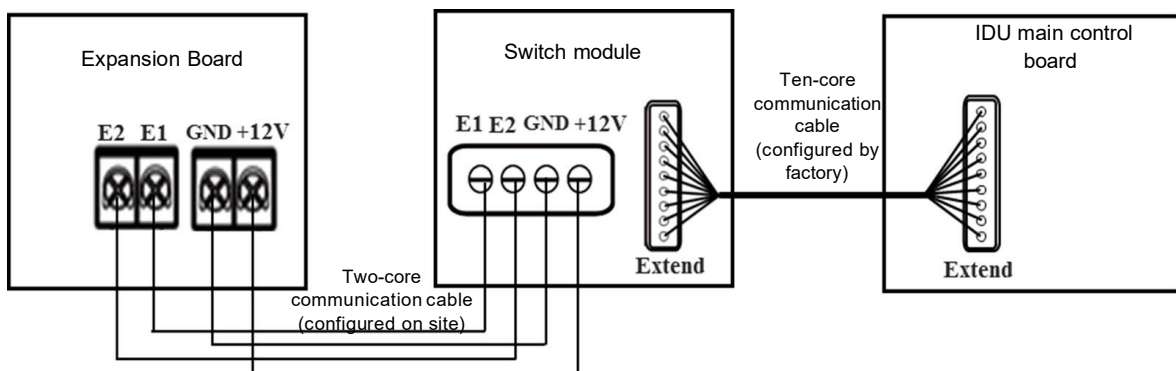 Expansion Board
E2 E1 GND +12V
Switch module
E1 E2 GND +12V
Extend
Two-core
communication cable
(configured on site)
Ten-core
communication
cable
(configured by
factory)
IDU main control
board
Extend